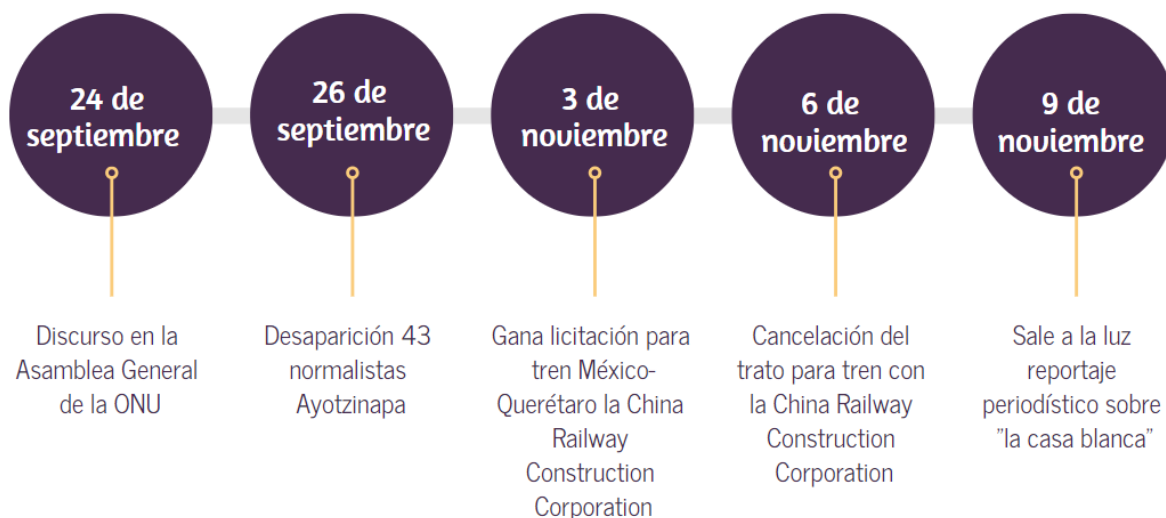 24 de
septiembre
26 de
septiembre
3 de
noviembre
6 de
noviembre
9 de
noviembre
Discurso en la
Asamblea General
de la ONU
Desaparición 43
normalistas
Ayotzinapa
Gana licitación para
tren México-
Querétaro la China
Railway
Construction
Corporation
Cancelación del
trato para tren con
la China Railway
Construction
Corporation
Sale a la luz
reportaje
periodístico sobre
"la casa blanca"